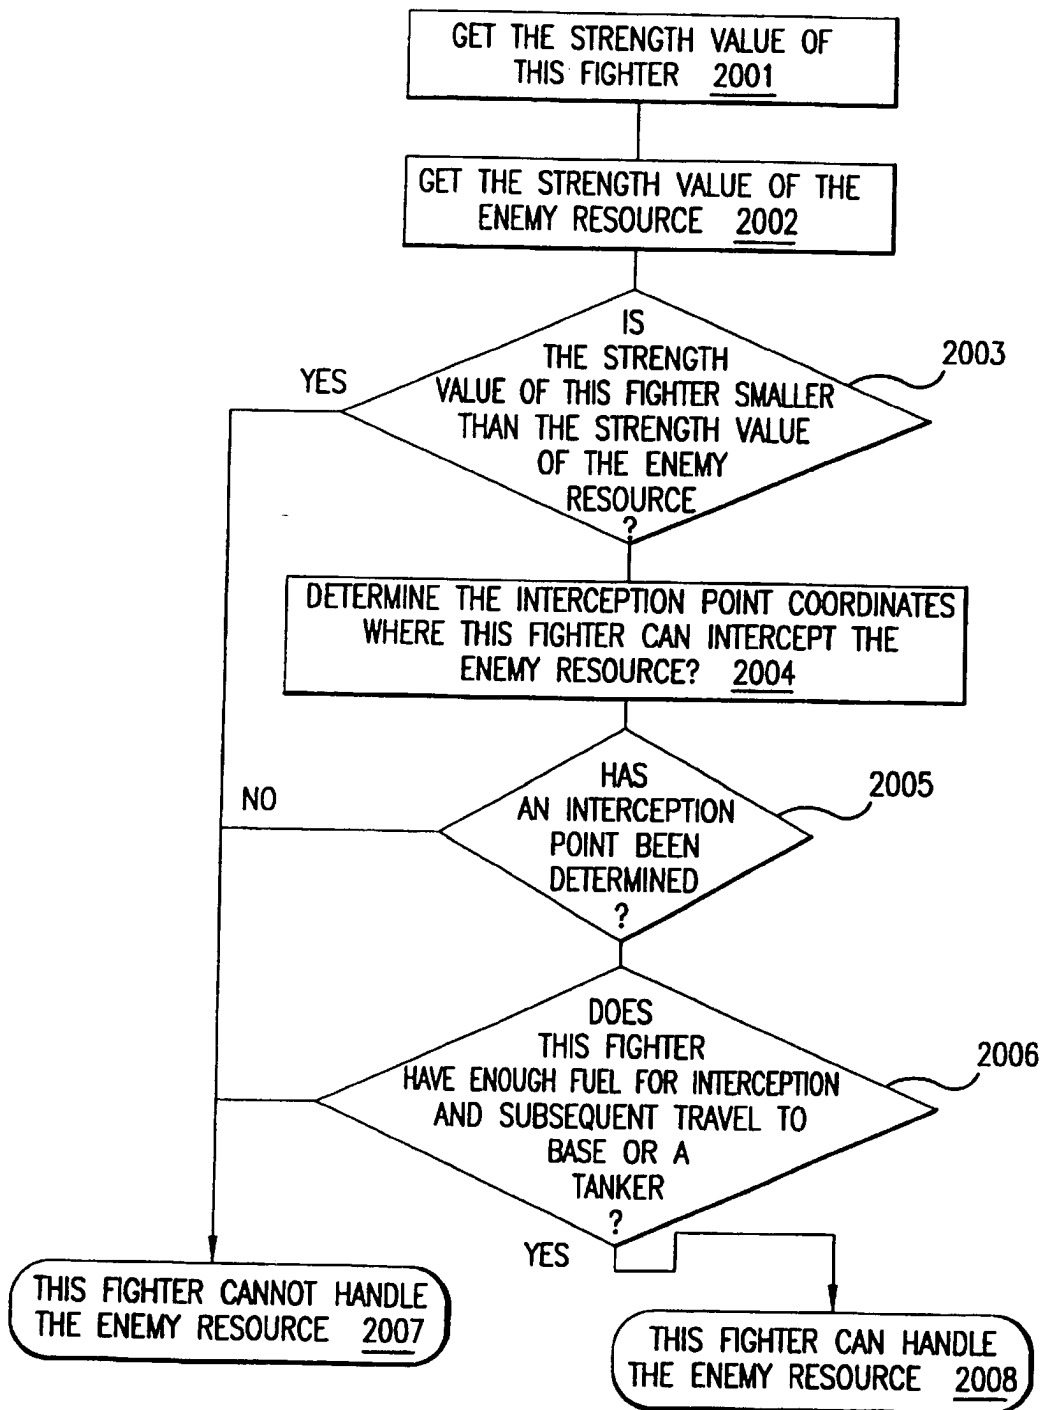 GET THE STRENGTH VALUE OF
THIS FIGHTER 2001
GET THE STRENGTH VALUE OF THE
ENEMY RESOURCE 2002
IS
THE STRENGTH
VALUE OF THIS FIGHTER SMALLER
THAN THE STRENGTH VALUE
OF THE ENEMY
RESOURCE
?
2003
YES
DETERMINE THE INTERCEPTION POINT COORDINATES
WHERE THIS FIGHTER CAN INTERCEPT THE
ENEMY RESOURCE? 2004
HAS
AN INTERCEPTION
POINT BEEN
DETERMINED
?
2005
NO
DOES
THIS FIGHTER
HAVE ENOUGH FUEL FOR INTERCEPTION
AND SUBSEQUENT TRAVEL TO
BASE OR A
TANKER
?
2006
YES
THIS FIGHTER CANNOT HANDLE
THE ENEMY RESOURCE 2007
THIS FIGHTER CAN HANDLE
THE ENEMY RESOURCE 2008